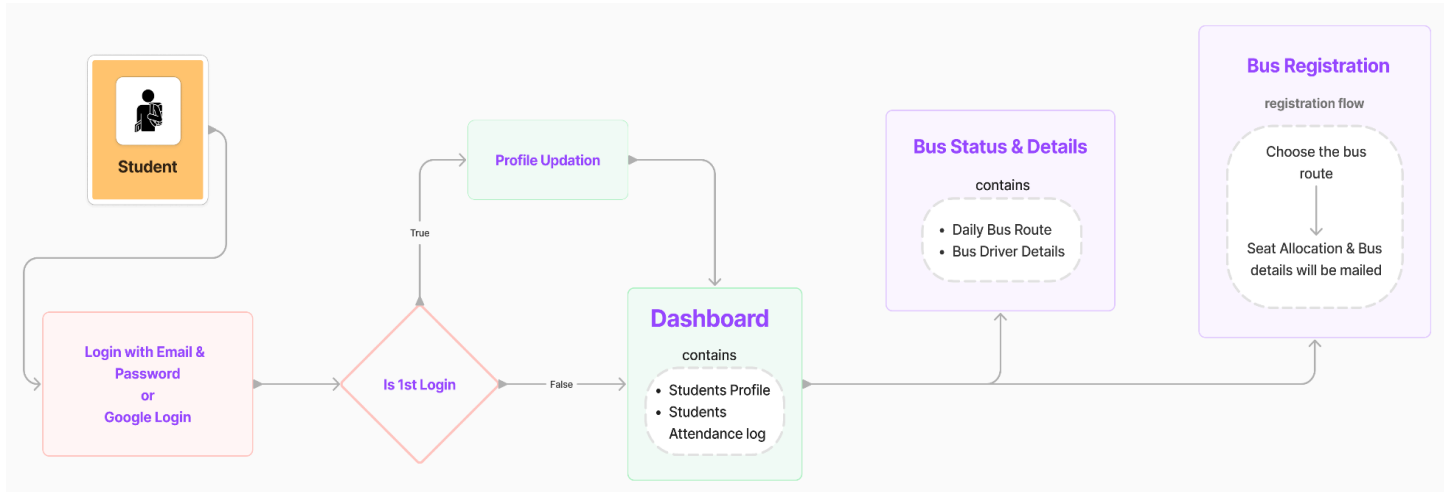 Student
Login with Email &
Password
or
Google Login
Is 1st Login
True
False
Profile Updation
Dashboard
contains
• Students Profile
• Students
Attendance log
Bus Status & Details
contains
• Daily Bus Route
• Bus Driver Details
Bus Registration
registration flow
Choose the bus
route
Seat Allocation & Bus
details will be mailed